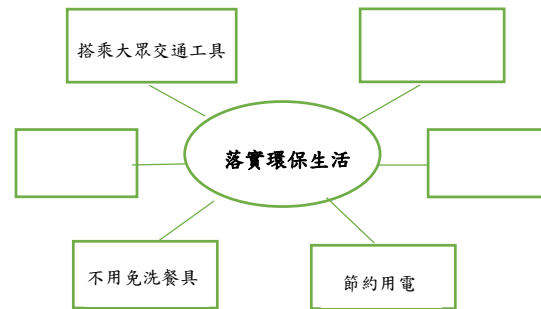 搭乘大眾交通工具
落實環保生活
不用免洗餐具
節約用電